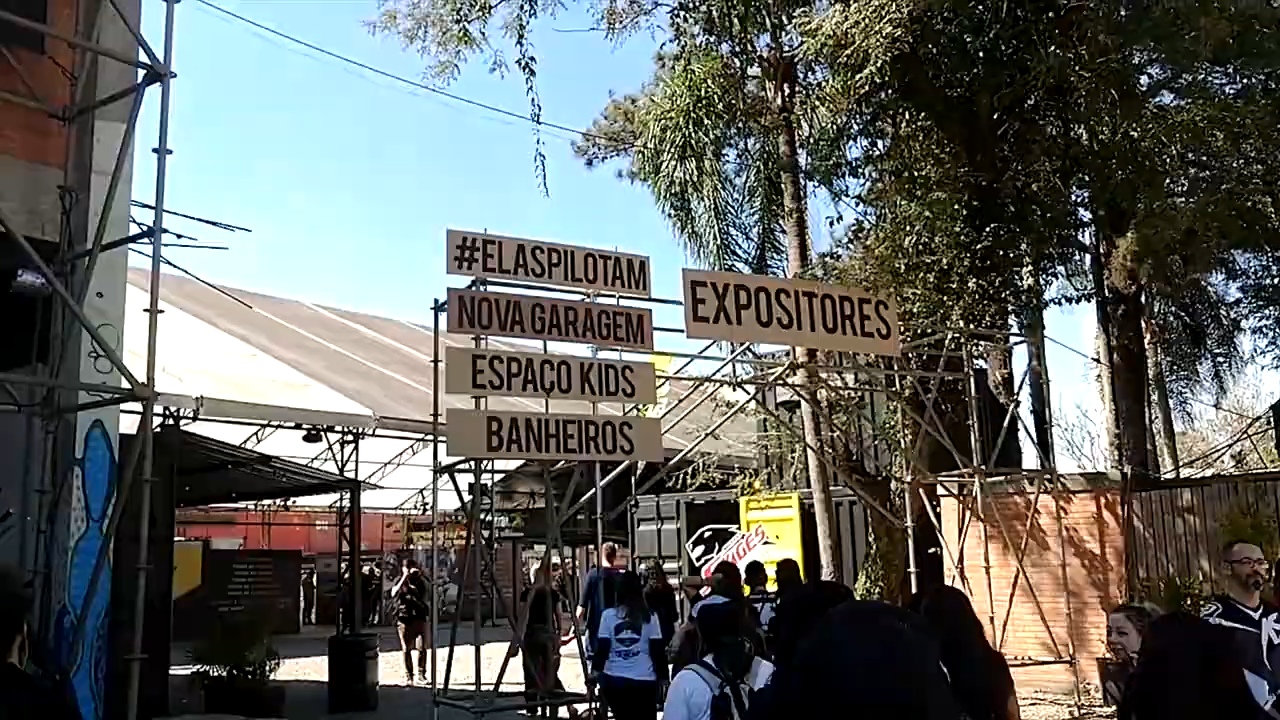 #ELASPILOTAM
NOVA GARAGEM
ESPAÇO KIDS
BANHEIROS
EXPOSITORES